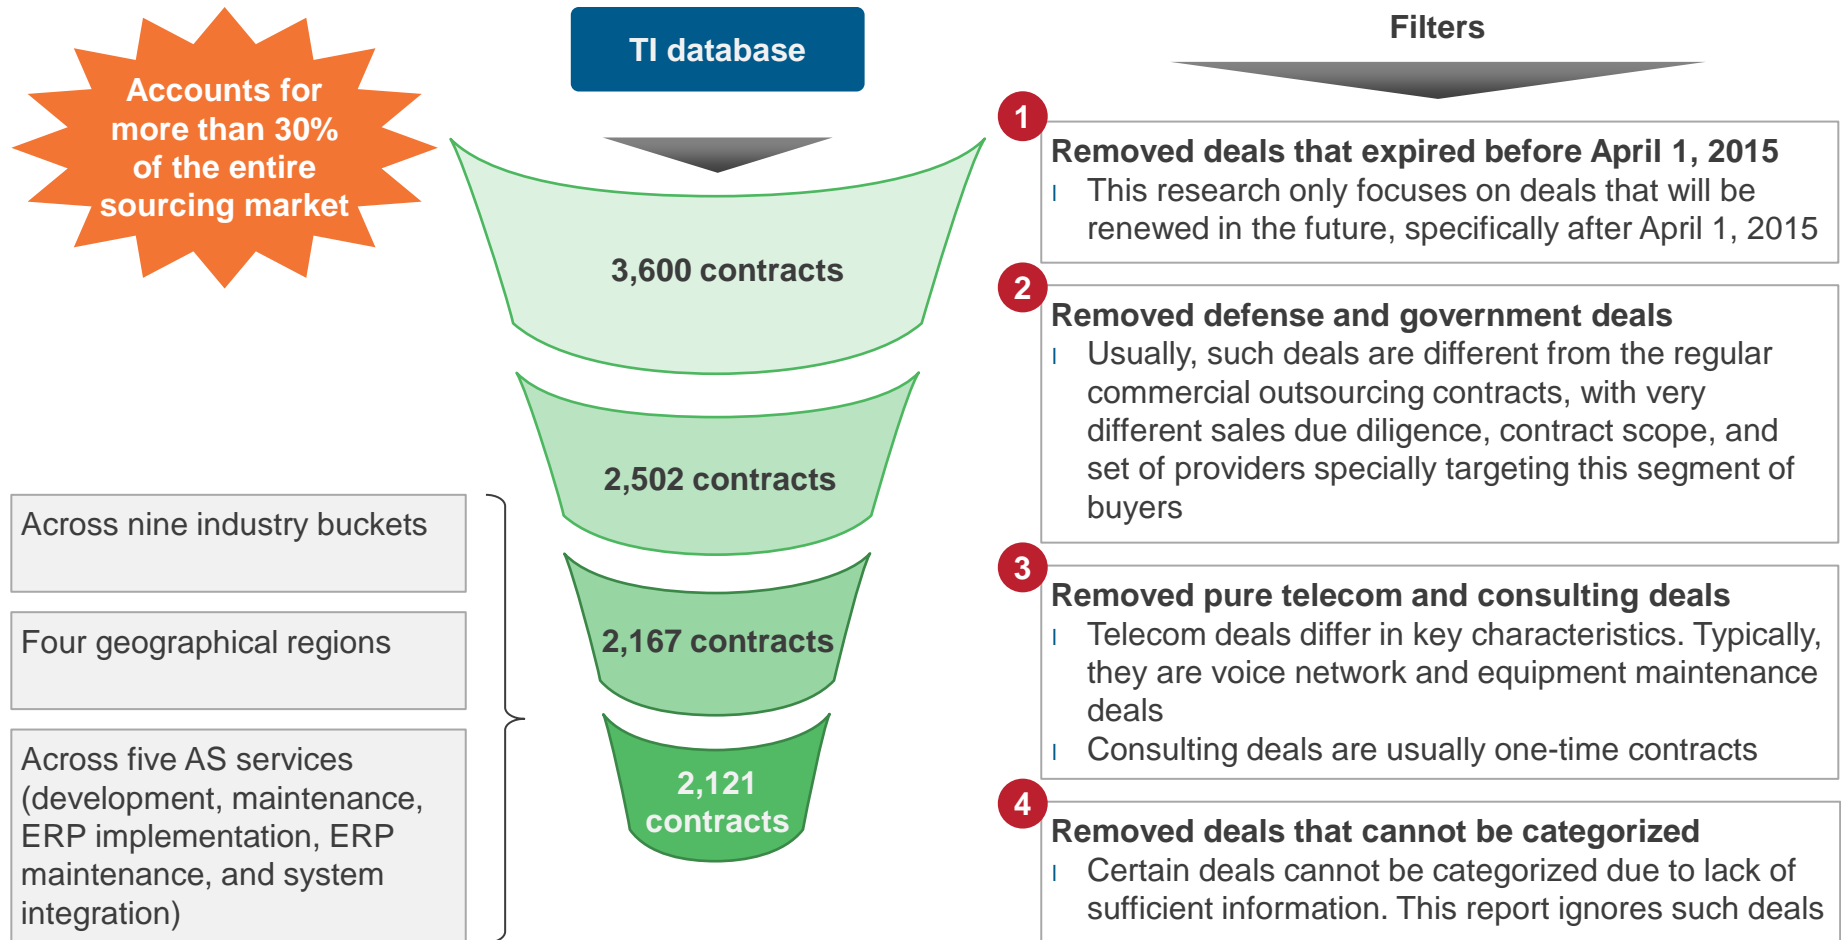 Accounts for
more than 30%
of the entire
sourcing market
TI database
3,600 contracts
2,502 contracts
2,167 contracts
2,121
contracts
Across nine industry buckets
Four geographical regions
Across five AS services
(development, maintenance,
ERP implementation, ERP
maintenance, and system
integration)
Filters
1
Removed deals that expired before April 1, 2015
l This research only focuses on deals that will be
renewed in the future, specifically after April 1, 2015
2
Removed defense and government deals
l Usually, such deals are different from the regular
commercial outsourcing contracts, with very
different sales due diligence, contract scope, and
set of providers specially targeting this segment of
buyers
3
Removed pure telecom and consulting deals
l Telecom deals differ in key characteristics. Typically,
they are voice network and equipment maintenance
deals
l Consulting deals are usually one-time contracts
4
Removed deals that cannot be categorized
l Certain deals cannot be categorized due to lack of
sufficient information. This report ignores such deals